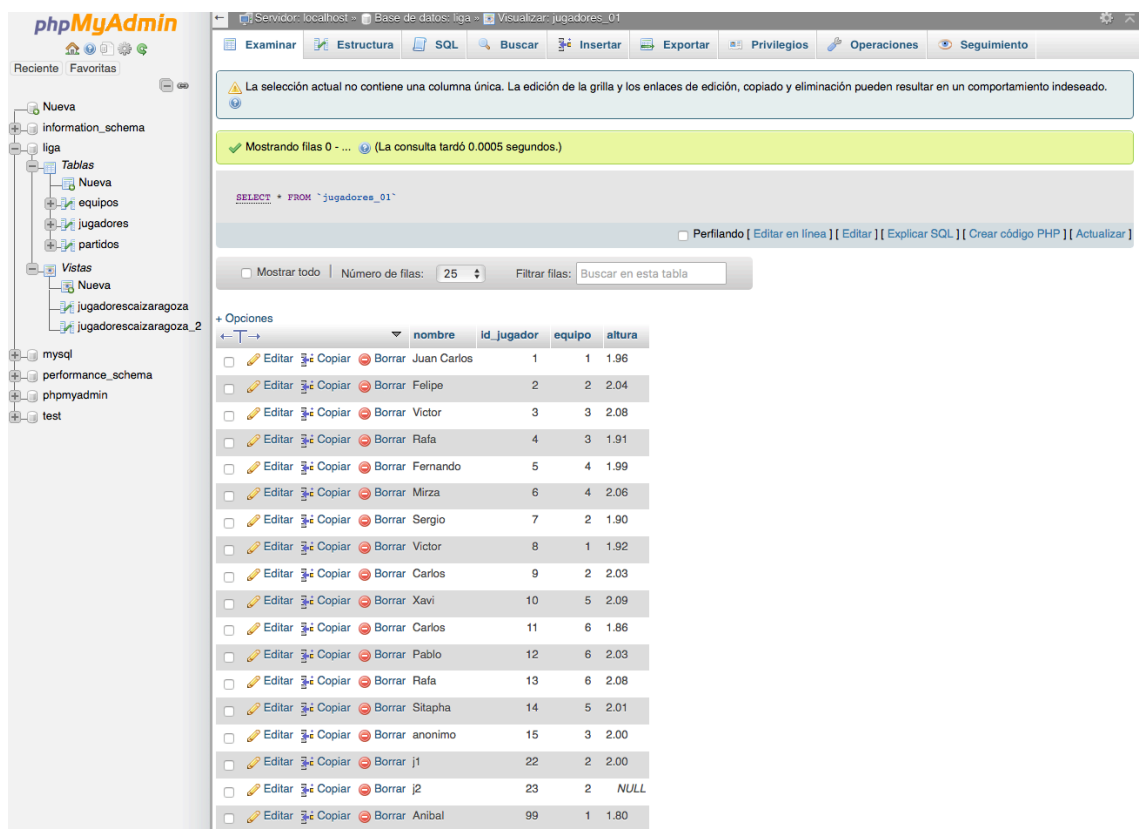 phpMyAdmin
Reciente Favoritas
Nueva
information_schema
liga
Tablas
Nueva
equipos
jugadores
partidos
Vistas
Nueva
jugadorescaizaragoza
jugadorescaizaragoza_2
mysql
performance_schema
phpmyadmin
test
Servidor: localhost » Base de datos: liga » Visualizar: jugadores_01
Examinar Estructura SQL Buscar Insertar Exportar Privilegios Operaciones Seguimiento
La selección actual no contiene una columna única. La edición de la grilla y los enlaces de edición, copiado y eliminación pueden resultar en un comportamiento indeseado.
Mostrando filas 0 - ... (La consulta tardó 0.0005 segundos.)
SELECT * FROM `jugadores_01`
Perfilando [ Editar en línea ] [ Editar ] [ Explicar SQL ] [ Crear código PHP ] [ Actualizar ]
Mostrar todo | Número de filas: 25 Filtrar filas: Buscar en esta tabla
+ Opciones
←T→ nombre id_jugador equipo altura
Editar Copiar Borrar Juan Carlos 1 1 1.96
Editar Copiar Borrar Felipe 2 2 2.04
Editar Copiar Borrar Victor 3 3 2.08
Editar Copiar Borrar Rafa 4 3 1.91
Editar Copiar Borrar Fernando 5 4 1.99
Editar Copiar Borrar Mirza 6 4 2.06
Editar Copiar Borrar Sergio 7 2 1.90
Editar Copiar Borrar Victor 8 1 1.92
Editar Copiar Borrar Carlos 9 2 2.03
Editar Copiar Borrar Xavi 10 5 2.09
Editar Copiar Borrar Carlos 11 6 1.86
Editar Copiar Borrar Pablo 12 6 2.03
Editar Copiar Borrar Rafa 13 6 2.08
Editar Copiar Borrar Sitapha 14 5 2.01
Editar Copiar Borrar anonimo 15 3 2.00
Editar Copiar Borrar j1 22 2 2.00
Editar Copiar Borrar j2 23 2 NULL
Editar Copiar Borrar Anibal 99 1 1.80